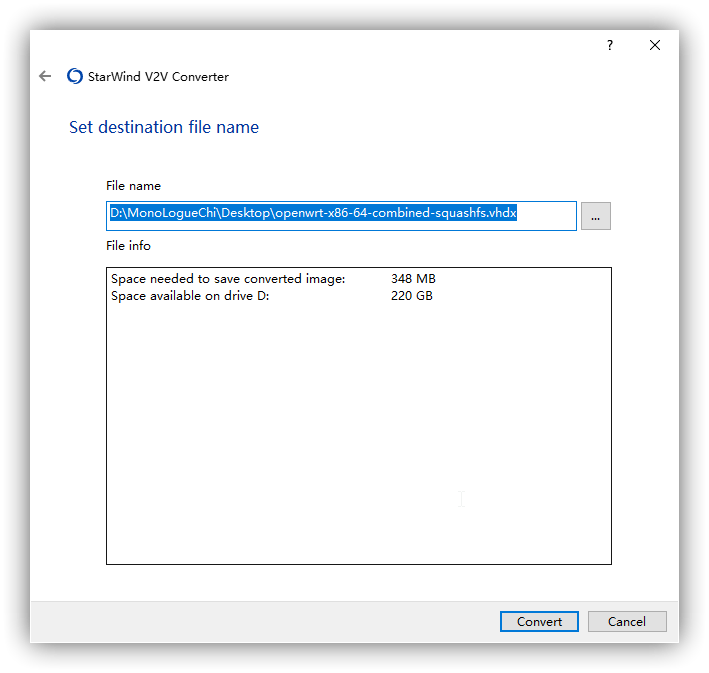 ?
StarWind V2V Converter
Set destination file name
File name
D:\MonoLogueChi\Desktop\openwrt-x86-64-combined-squashfs.vhdx
...
File info
Space needed to save converted image: 348 MB
Space available on drive D: 220 GB
Convert Cancel